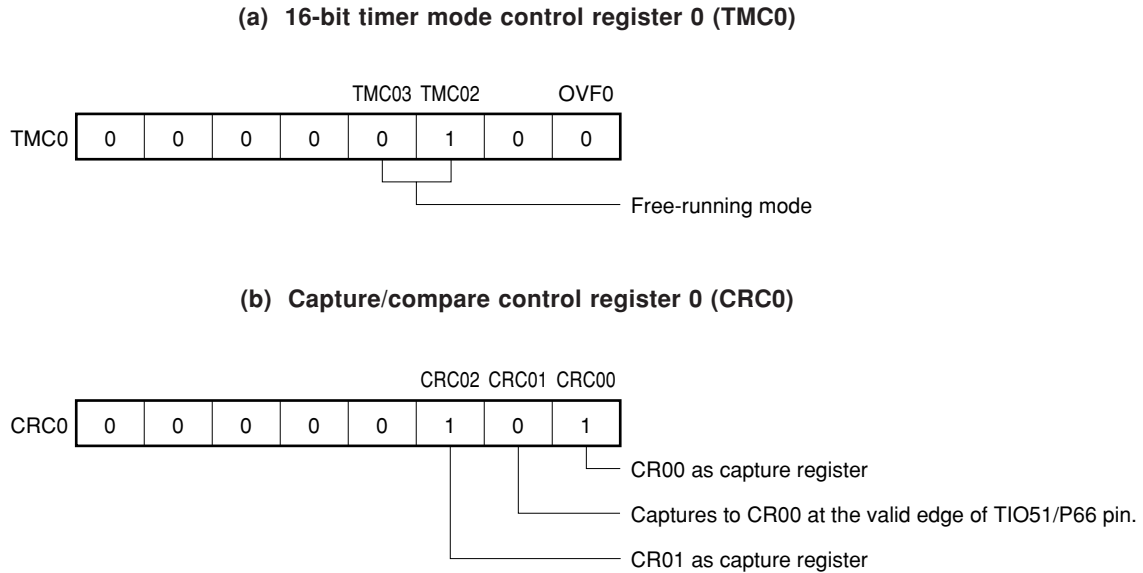 (a) 16-bit timer mode control register 0 (TMC0)
TMC03 TMC02 OVF0
TMC0 0 0 0 0 0 1 0 0
Free-running mode
(b) Capture/compare control register 0 (CRC0)
CRC02 CRC01 CRC00
CRC0 0 0 0 0 0 1 0 1
CR00 as capture register
Captures to CR00 at the valid edge of TIO51/P66 pin.
CR01 as capture register